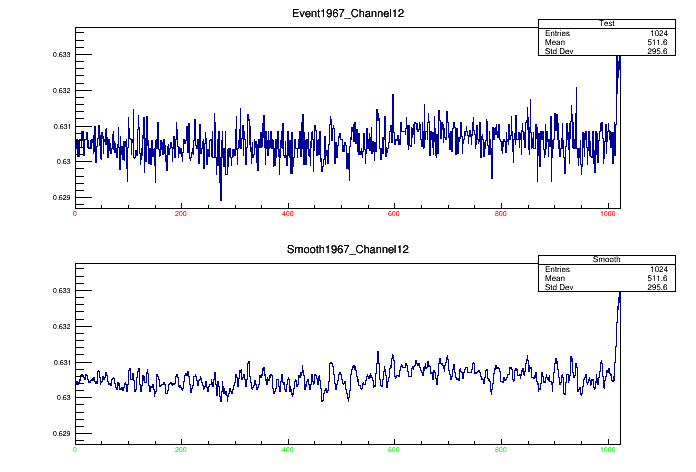 Event1967_Channel12
Test
Entries 1024
Mean 511.6
Std Dev 295.6
0.633
0.632
0.631
0.63
0.629
0 200 400 600 800 1000
Smooth1967_Channel12
Smooth
Entries 1024
Mean 511.6
Std Dev 295.6
0.633
0.632
0.631
0.63
0.629
0 200 400 600 800 1000